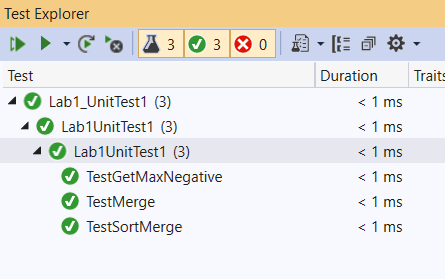 Test Explorer
3 3 0
Test Duration Traits
Lab1_UnitTest1 (3) < 1 ms
Lab1UnitTest1 (3) < 1 ms
Lab1UnitTest1 (3) < 1 ms
TestGetMaxNegative < 1 ms
TestMerge < 1 ms
TestSortMerge < 1 ms